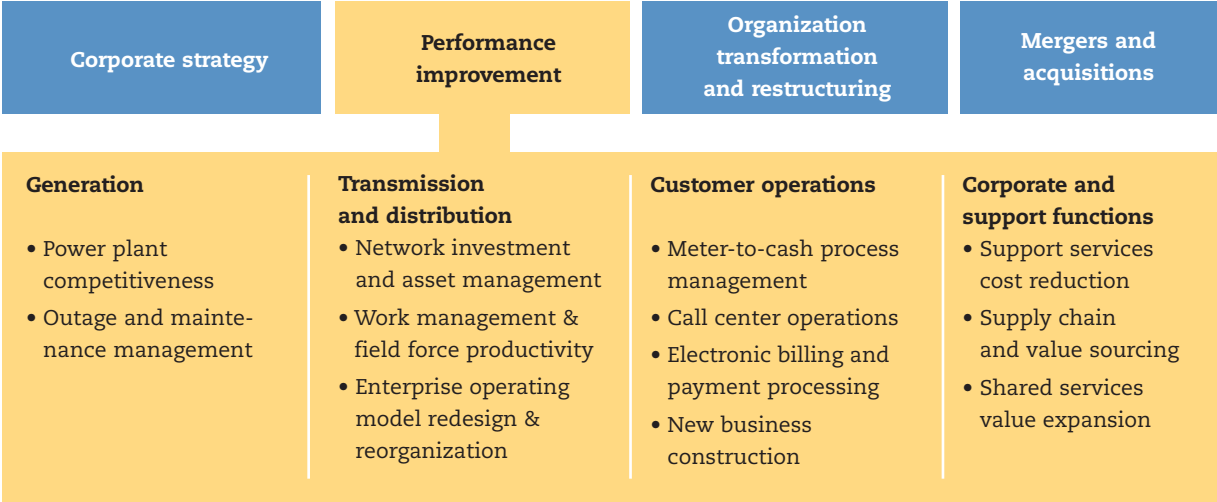 Corporate strategy
Performance
improvement
Organization
transformation
and restructuring
Mergers and
acquisitions
Generation
• Power plant
competitiveness
• Outage and mainte-
nance management
Transmission
and distribution
• Network investment
and asset management
• Work management &
field force productivity
• Enterprise operating
model redesign &
reorganization
Customer operations
• Meter-to-cash process
management
• Call center operations
• Electronic billing and
payment processing
• New business
construction
Corporate and
support functions
• Support services
cost reduction
• Supply chain
and value sourcing
• Shared services
value expansion